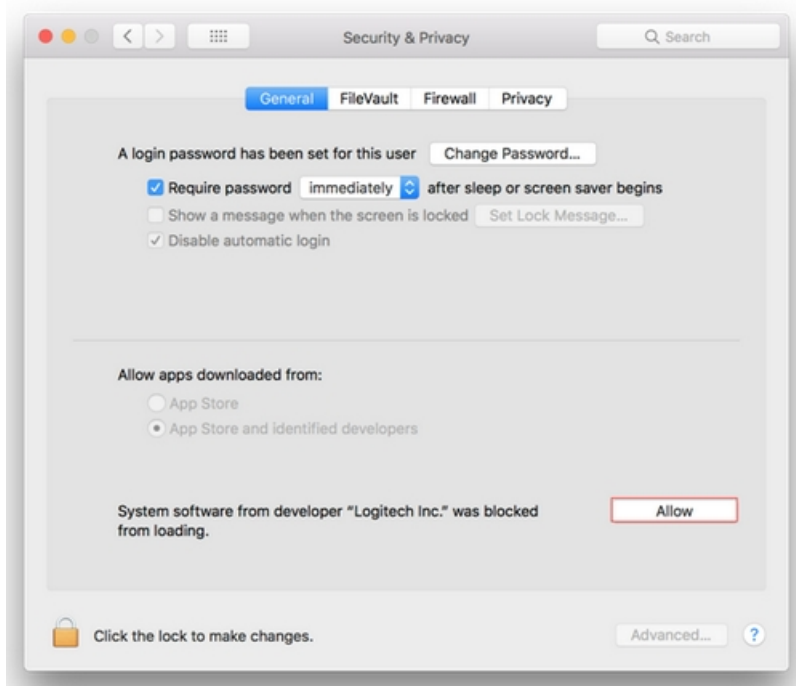 Security & Privacy
Search
General FileVault Firewall Privacy
A login password has been set for this user Change Password...
Require password immediately after sleep or screen saver begins
Show a message when the screen is locked Set Lock Message...
Disable automatic login
Allow apps downloaded from:
App Store
App Store and identified developers
System software from developer “Logitech Inc.” was blocked
from loading.
Allow
Click the lock to make changes.
Advanced... ?